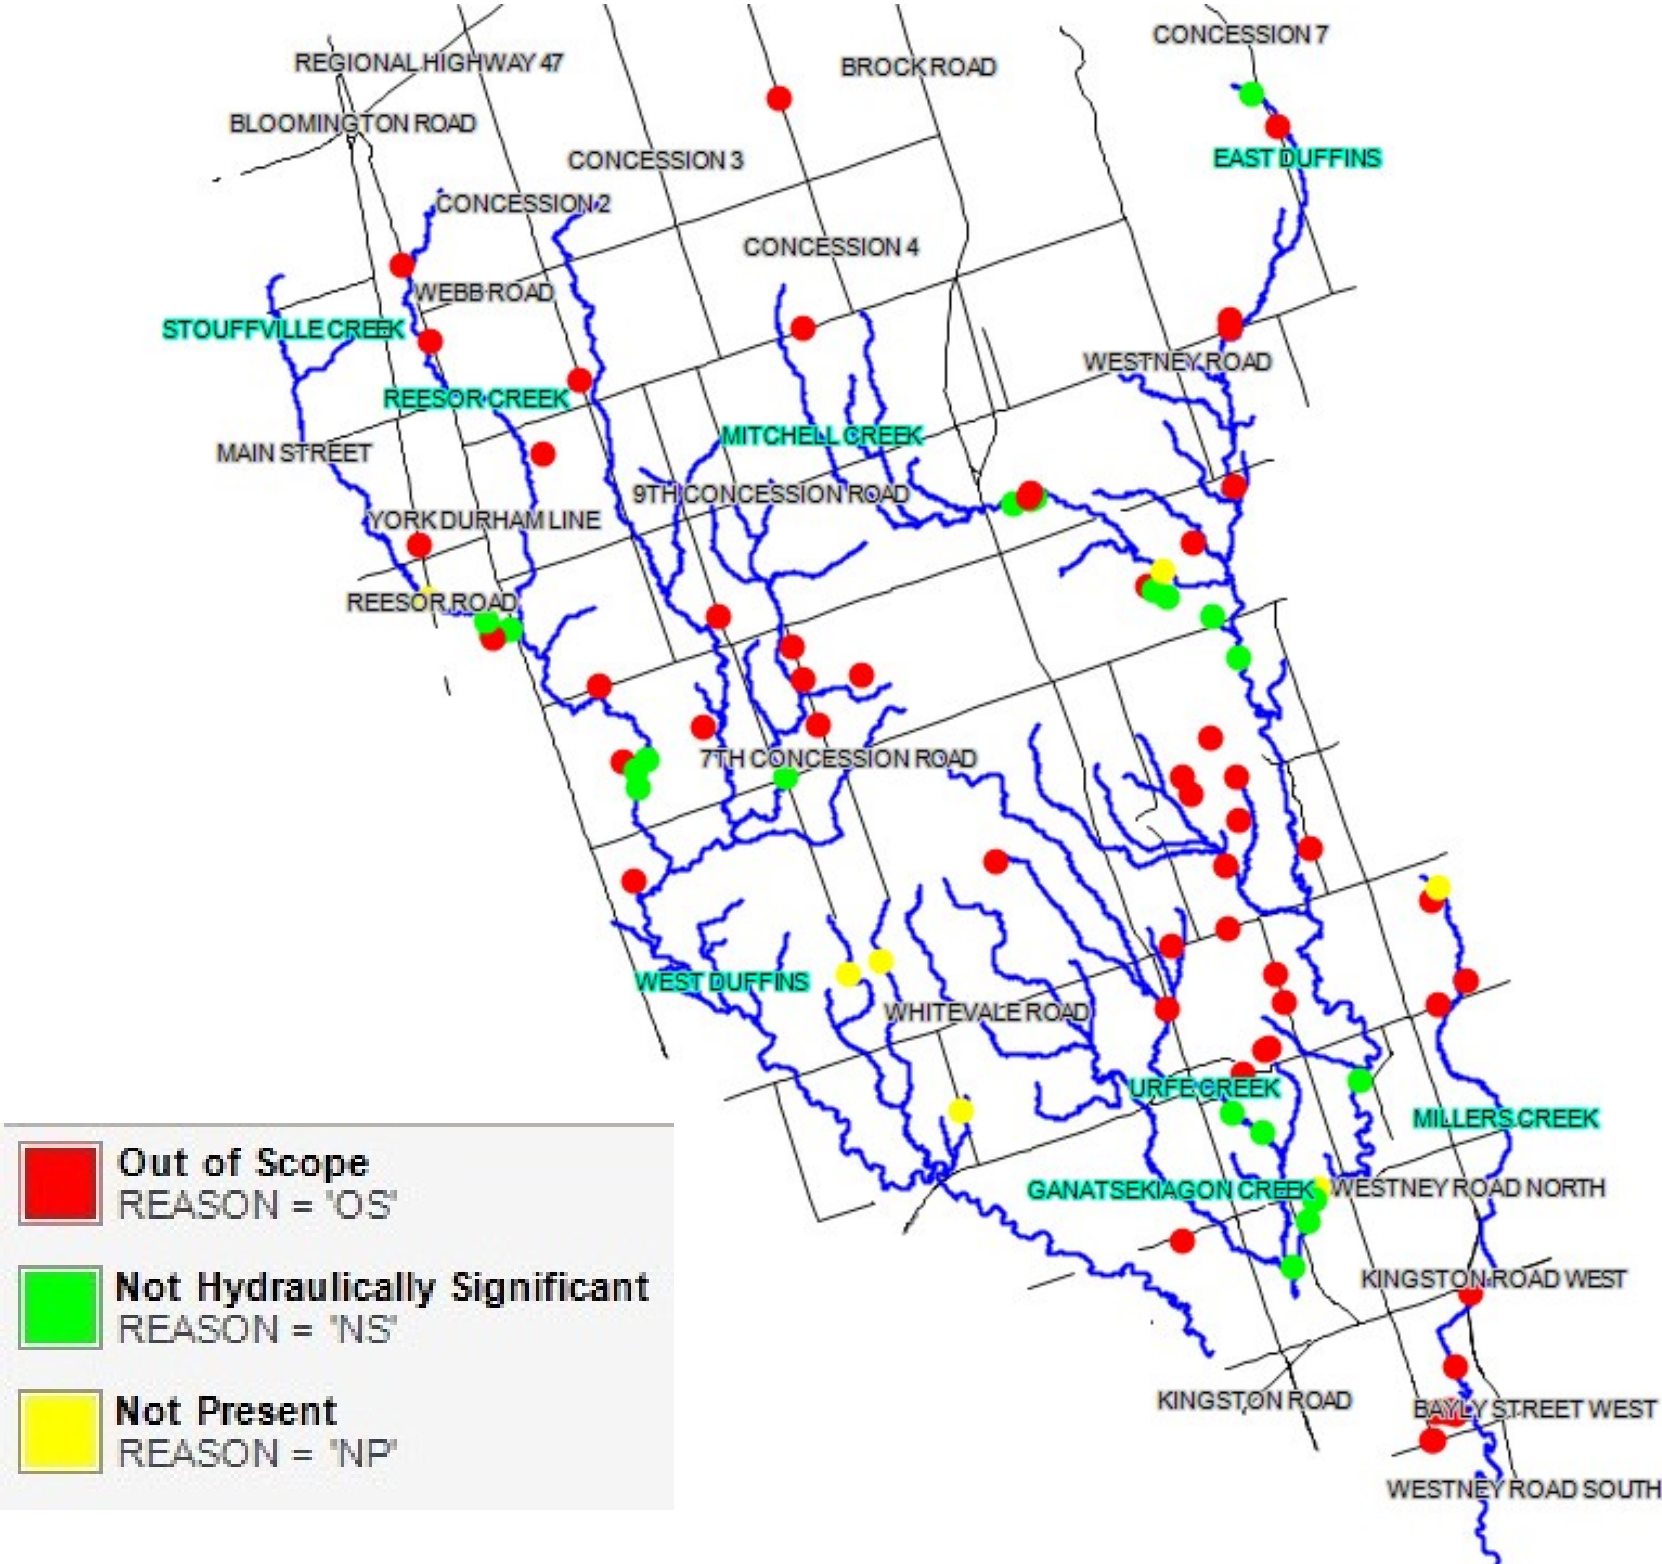 CONCESSION 7
REGIONAL HIGHWAY 47
BROCK ROAD
BLOOMINGTON ROAD
CONCESSION 3
EAST DUFFINS
CONCESSION 2
CONCESSION 4
WEBB ROAD
STOUFFVILLE CREEK
WESTNEY ROAD
REESOR CREEK
MITCHELL CREEK
MAIN STREET
9TH CONCESSION ROAD
YORK DURHAM LINE
REESOR ROAD
7TH CONCESSION ROAD
WEST DUFFINS
WHITEVALE ROAD
URFE CREEK
MILLERS CREEK
GANATSEKIAGON CREEK
WESTNEY ROAD NORTH
KINGSTON ROAD WEST
KINGSTON ROAD
BAYLY STREET WEST
WESTNEY ROAD SOUTH
Out of Scope
REASON = 'OS'
Not Hydraulically Significant
REASON = 'NS'
Not Present
REASON = 'NP'